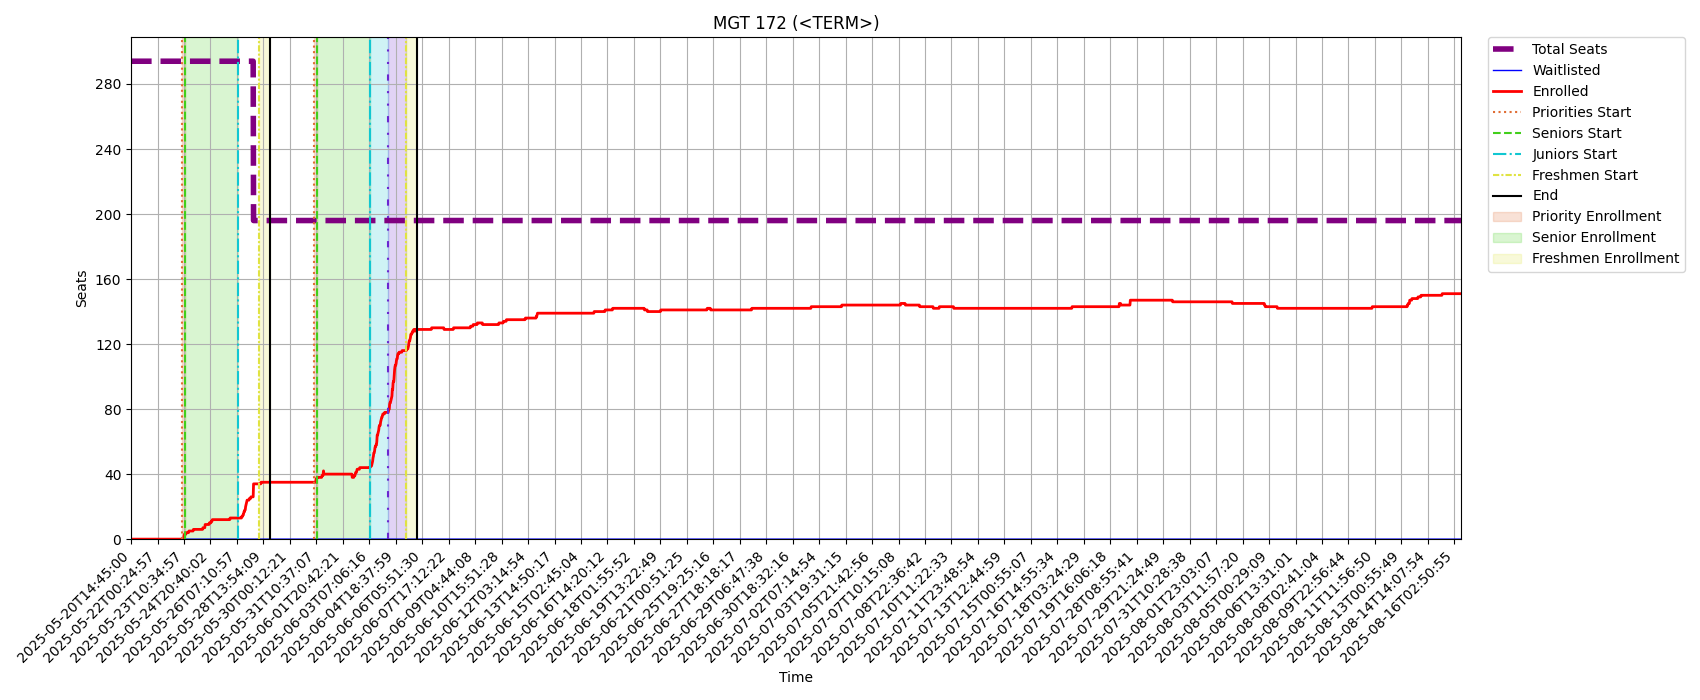 MGT 172 (<TERM>)
Seats
280
240
200
160
120
80
40
0
2025-05-20T14:45:00
2025-05-22T00:24:57
2025-05-23T10:34:57
2025-05-24T20:40:02
2025-05-26T07:10:57
2025-05-28T13:54:09
2025-05-30T00:12:21
2025-05-31T10:37:07
2025-06-01T20:42:21
2025-06-03T07:06:16
2025-06-04T18:37:59
2025-06-06T05:51:30
2025-06-07T17:12:22
2025-06-09T04:44:08
2025-06-10T15:51:28
2025-06-12T03:14:54
2025-06-13T14:50:17
2025-06-15T02:45:04
2025-06-16T14:20:12
2025-06-18T01:55:52
2025-06-19T13:22:49
2025-06-21T00:51:25
2025-06-25T19:25:16
2025-06-27T18:18:17
2025-06-29T06:47:38
2025-06-30T18:32:16
2025-07-02T07:14:54
2025-07-03T19:31:15
2025-07-05T21:42:56
2025-07-07T10:15:08
2025-07-08T22:36:42
2025-07-10T11:22:33
2025-07-11T23:48:54
2025-07-13T12:44:59
2025-07-15T00:55:07
2025-07-16T14:55:34
2025-07-18T03:24:29
2025-07-19T16:06:18
2025-07-28T08:55:41
2025-07-29T21:24:49
2025-07-31T10:28:38
2025-08-01T23:03:07
2025-08-03T11:57:20
2025-08-05T00:29:09
2025-08-06T13:31:01
2025-08-08T02:41:04
2025-08-09T22:56:44
2025-08-11T11:56:50
2025-08-13T00:55:49
2025-08-14T14:07:54
2025-08-16T02:50:55
Time
Total Seats
Waitlisted
Enrolled
Priorities Start
Seniors Start
Juniors Start
Freshmen Start
End
Priority Enrollment
Senior Enrollment
Freshmen Enrollment